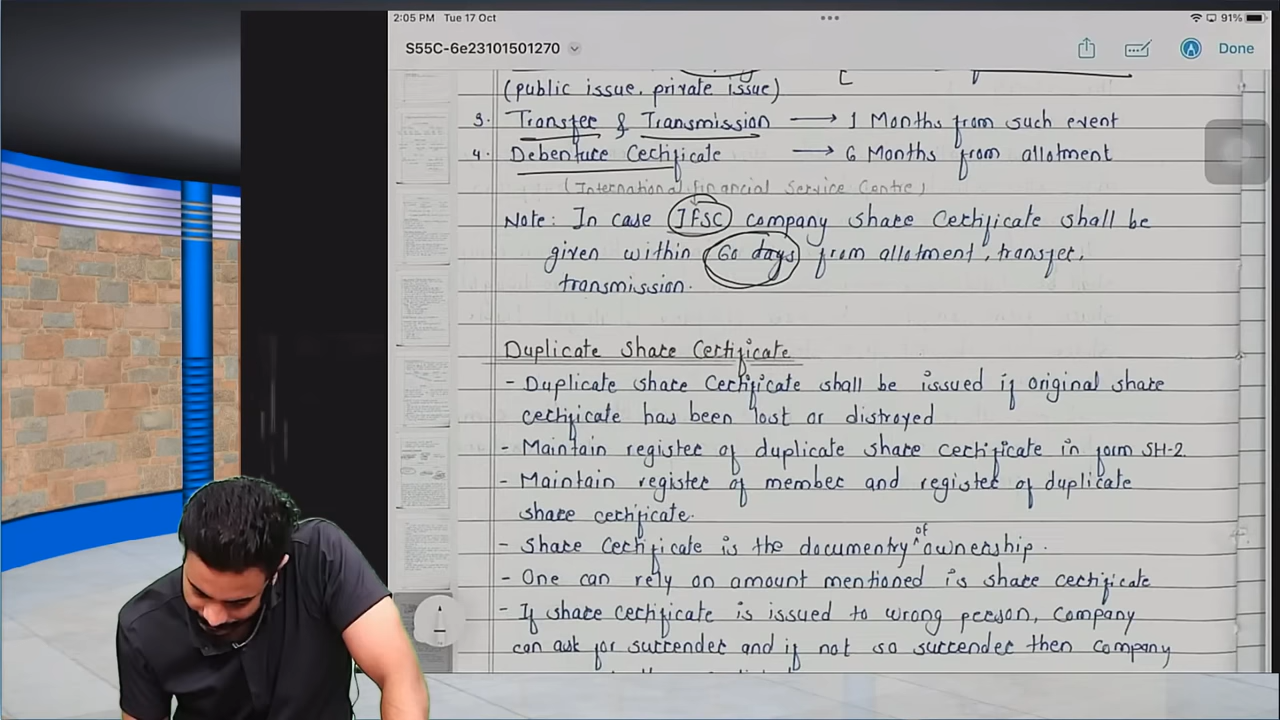 2:05 PM Tue 17 Oct
91%
S55C-6e23101501270
Done
(public issue, private issue)
3. Transfer & Transmission → 1 Months from such event
4. Debenture Certificate → 6 Months from allotment
(International Financial Service Centre)
Note: In case IFSC company share Certificate shall be
given within 60 days from allotment, transfer,
transmission.
Duplicate Share Certificate
- Duplicate share Certificate shall be issued if original share
certificate has been lost or distroyed
- Maintain register of duplicate share certificate in form SH-2
- Maintain register of member and register of duplicate
share certificate.
- Share Certificate is the documentry of ownership.
- One can rely on amount mentioned is share certificate
- If share certificate is issued to wrong person, Company
can ask for surrender and if not so surrender then company